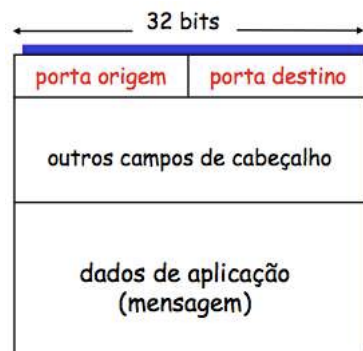 32 bits
porta origem porta destino
outros campos de cabeçalho
dados de aplicação
(mensagem)